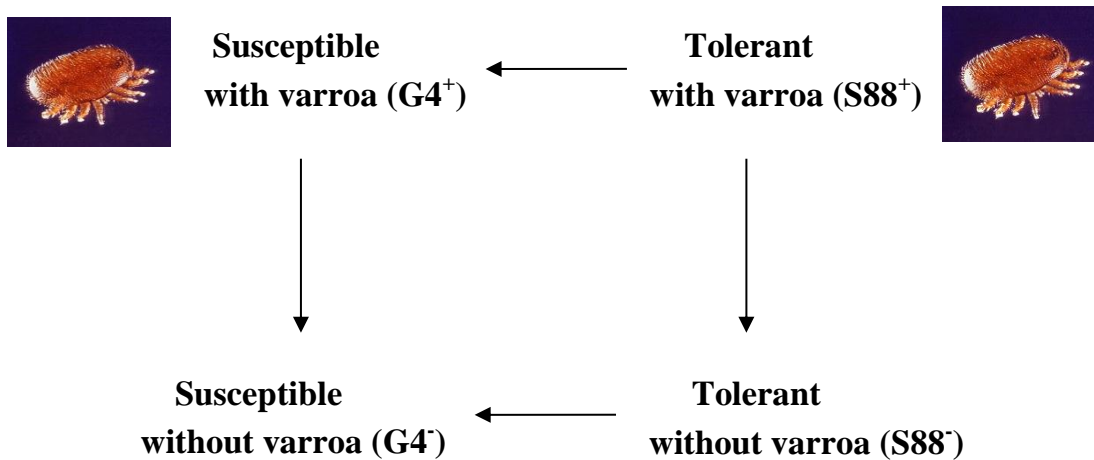 Susceptible
with varroa (G4⁺)
Tolerant
with varroa (S88⁺)
Susceptible
without varroa (G4⁻)
Tolerant
without varroa (S88⁻)